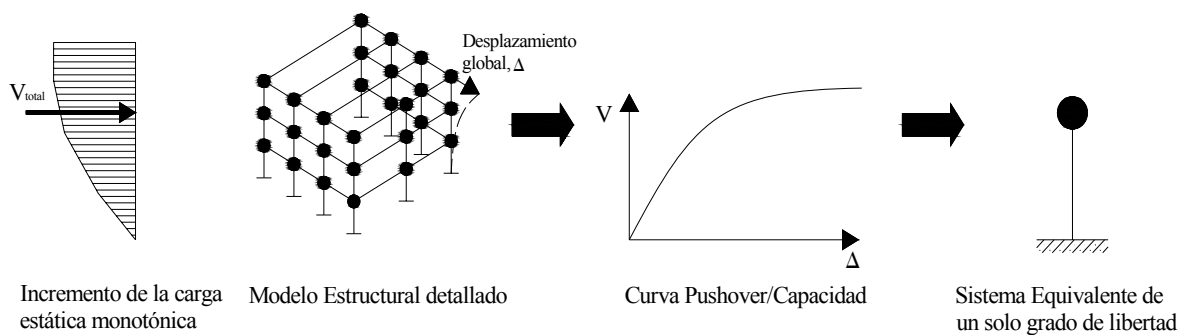 V total
Desplazamiento
global, Δ
V
Δ
Incremento de la carga
estática monotónica
Modelo Estructural detallado
Curva Pushover/Capacidad
Sistema Equivalente de
un solo grado de libertad